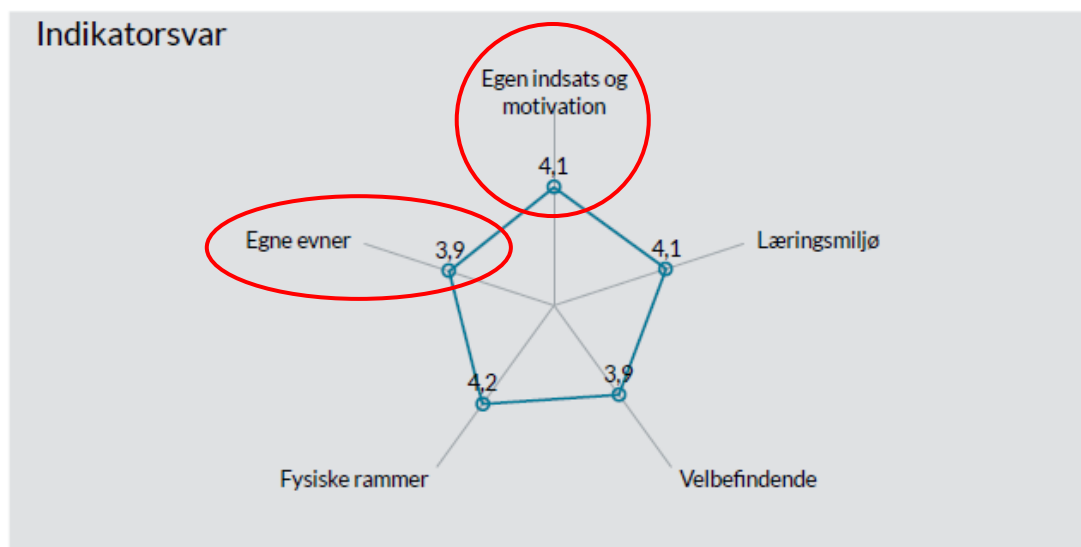 Indikatorsvar
Egen indsats og
motivation
4,1
Egne evner
3,9
4,1
Læringsmiljø
4,2
3,9
Fysiske rammer
Velbefindende